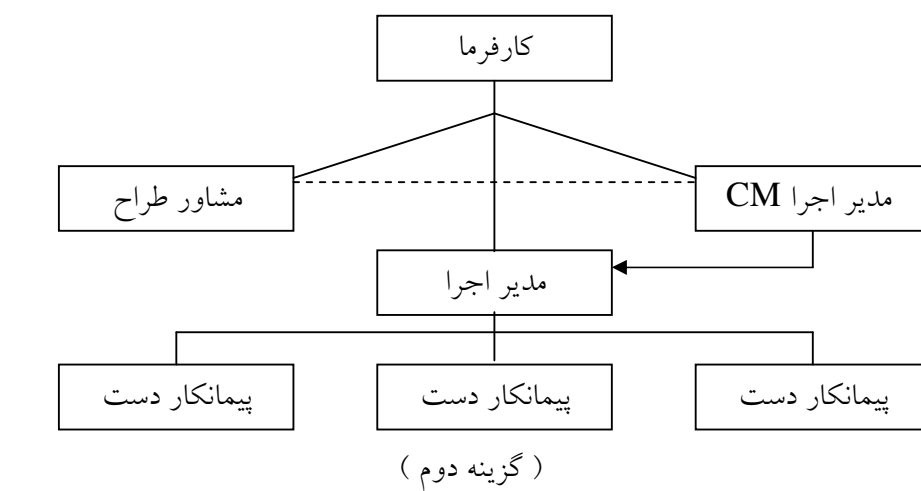 کارفرما
مدیر اجرا CM
مشاور طراح
مدیر اجرا
پیمانکار دست
پیمانکار دست
پیمانکار دست
( گزینه دوم )